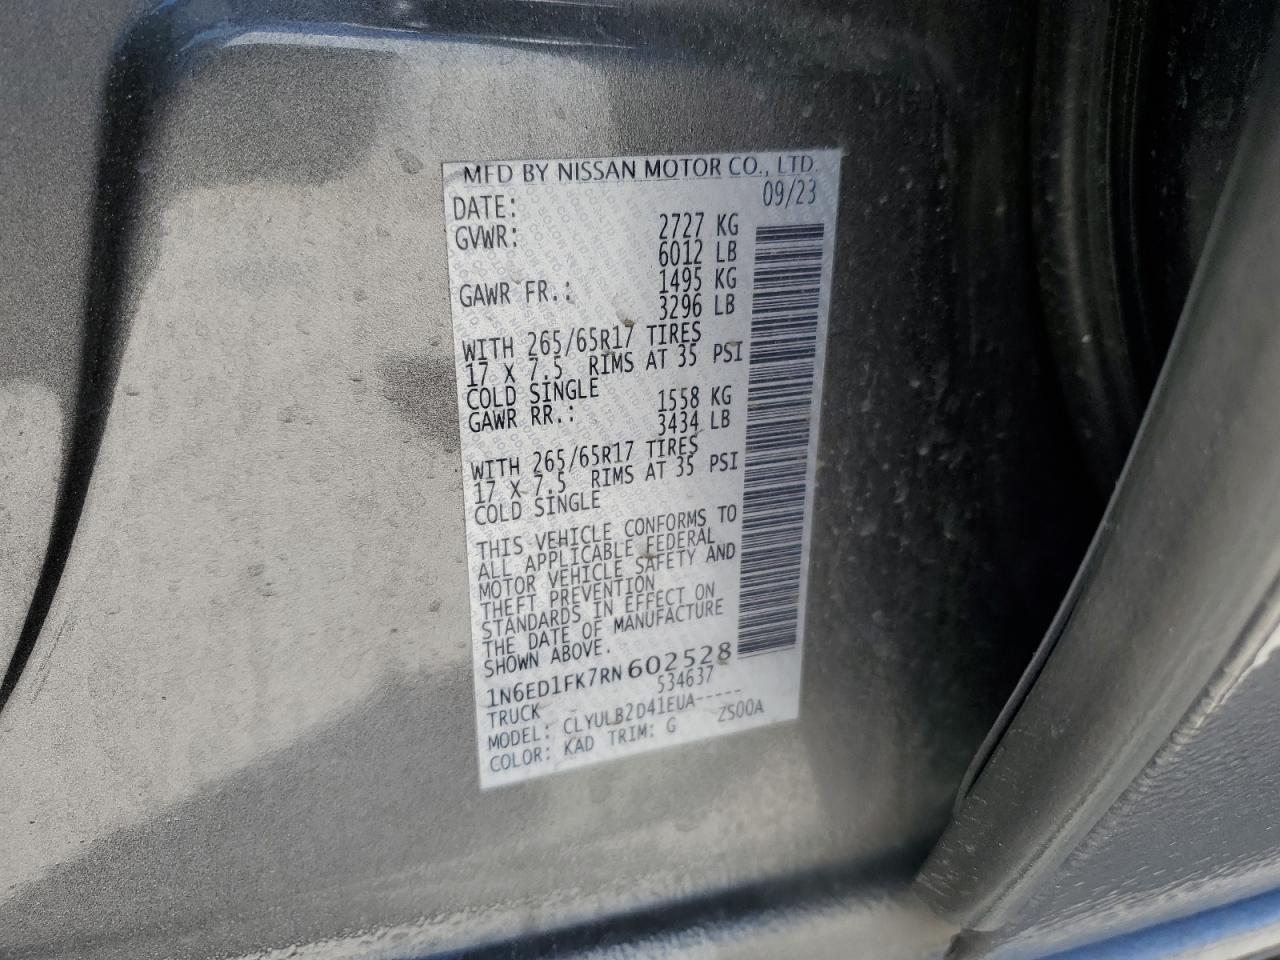 MFD BY NISSAN MOTOR CO., LTD.
DATE: 09/23
GVWR: 2727 KG
6012 LB
GAWR FR.: 1495 KG
3296 LB
WITH 265/65R17 TIRES
17 X 7.5 RIMS AT 35 PSI
COLD SINGLE
GAWR RR.: 1558 KG
3434 LB
WITH 265/65R17 TIRES
17 X 7.5 RIMS AT 35 PSI
COLD SINGLE
THIS VEHICLE CONFORMS TO
ALL APPLICABLE FEDERAL
MOTOR VEHICLE SAFETY AND
THEFT PREVENTION
STANDARDS IN EFFECT ON
THE DATE OF MANUFACTURE
SHOWN ABOVE.
1N6ED1FK7RN602528
TRUCK 534637
MODEL: CLYULB2D41EUA-----
COLOR: KAD TRIM: G ZS00A